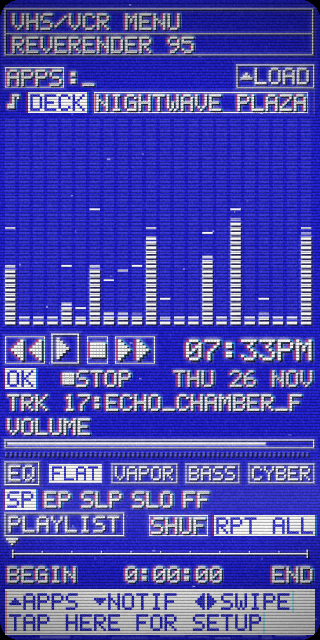 VHS/VCR MENU
REVERENDER 95
APPS:_ ▲LOAD
♪ DECK NIGHTWAVE PLAZA
07:33PM
OK ■STOP THU 26 NOV
TRK 17:ECHO_CHAMBER_F
VOLUME
EQ FLAT VAPOR BASS CYBER
SP EP SLP SLO FF
PLAYLIST SHUF RPT ALL
BEGIN 0:00:00 END
▲APPS ▼NOTIF ◀▶SWIPE
TAP HERE FOR SETUP